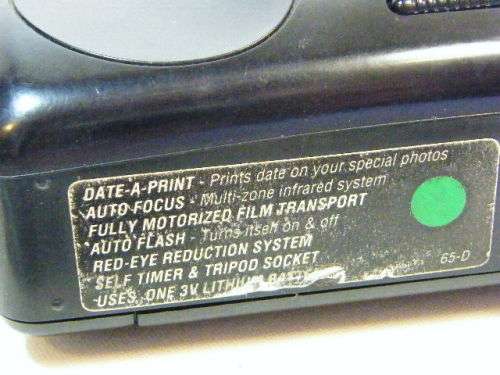 DATE-A-PRINT - Prints date on your special photos
AUTO FOCUS - Multi-zone infrared system
FULLY MOTORIZED FILM TRANSPORT
AUTO FLASH - Turns itself on & off
RED-EYE REDUCTION SYSTEM
SELF TIMER & TRIPOD SOCKET
USES ONE 3V LITHIUM
65-D